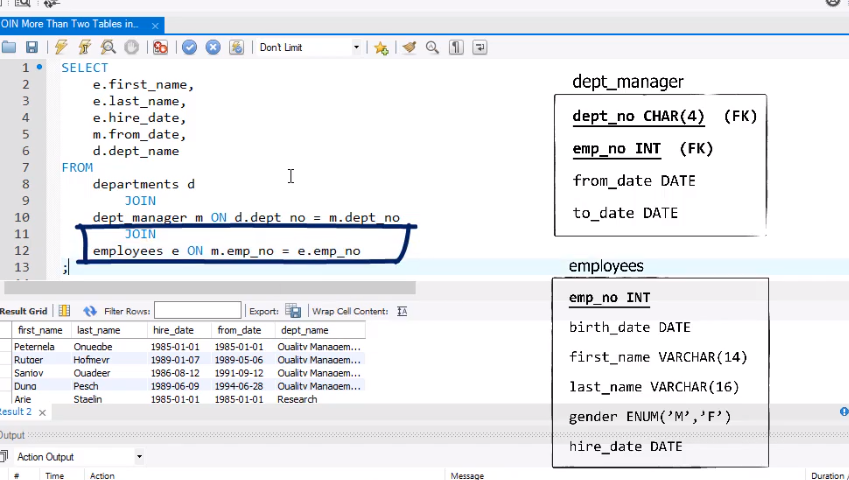 OIN More Than Two Tables in...
Don't Limit
1 SELECT
2 e.first_name,
3 e.last_name,
4 e.hire_date,
5 m.from_date,
6 d.dept_name
7 FROM
8 departments d
9 JOIN
10 dept_manager m ON d.dept_no = m.dept_no
11 JOIN
12 employees e ON m.emp_no = e.emp_no
13 ;
dept_manager
dept_no CHAR(4) (FK)
emp_no INT (FK)
from_date DATE
to_date DATE
employees
emp_no INT
birth_date DATE
first_name VARCHAR(14)
last_name VARCHAR(16)
gender ENUM('M','F')
hire_date DATE
Result Grid Filter Rows: Export: Wrap Cell Content:
first_name last_name hire_date from_date dept_name
Peternela Onuegbe 1985-01-01 1985-01-01 Quality Managem...
Rutger Hofmeyr 1989-01-07 1989-05-06 Quality Managem...
Sanjoy Quadeer 1986-08-12 1991-09-12 Quality Managem...
Dung Pesch 1989-06-09 1994-06-28 Quality Managem...
Arie Staelin 1985-01-01 1985-01-01 Research
Result 2
Output
Action Output
# Time Action Message Duration /